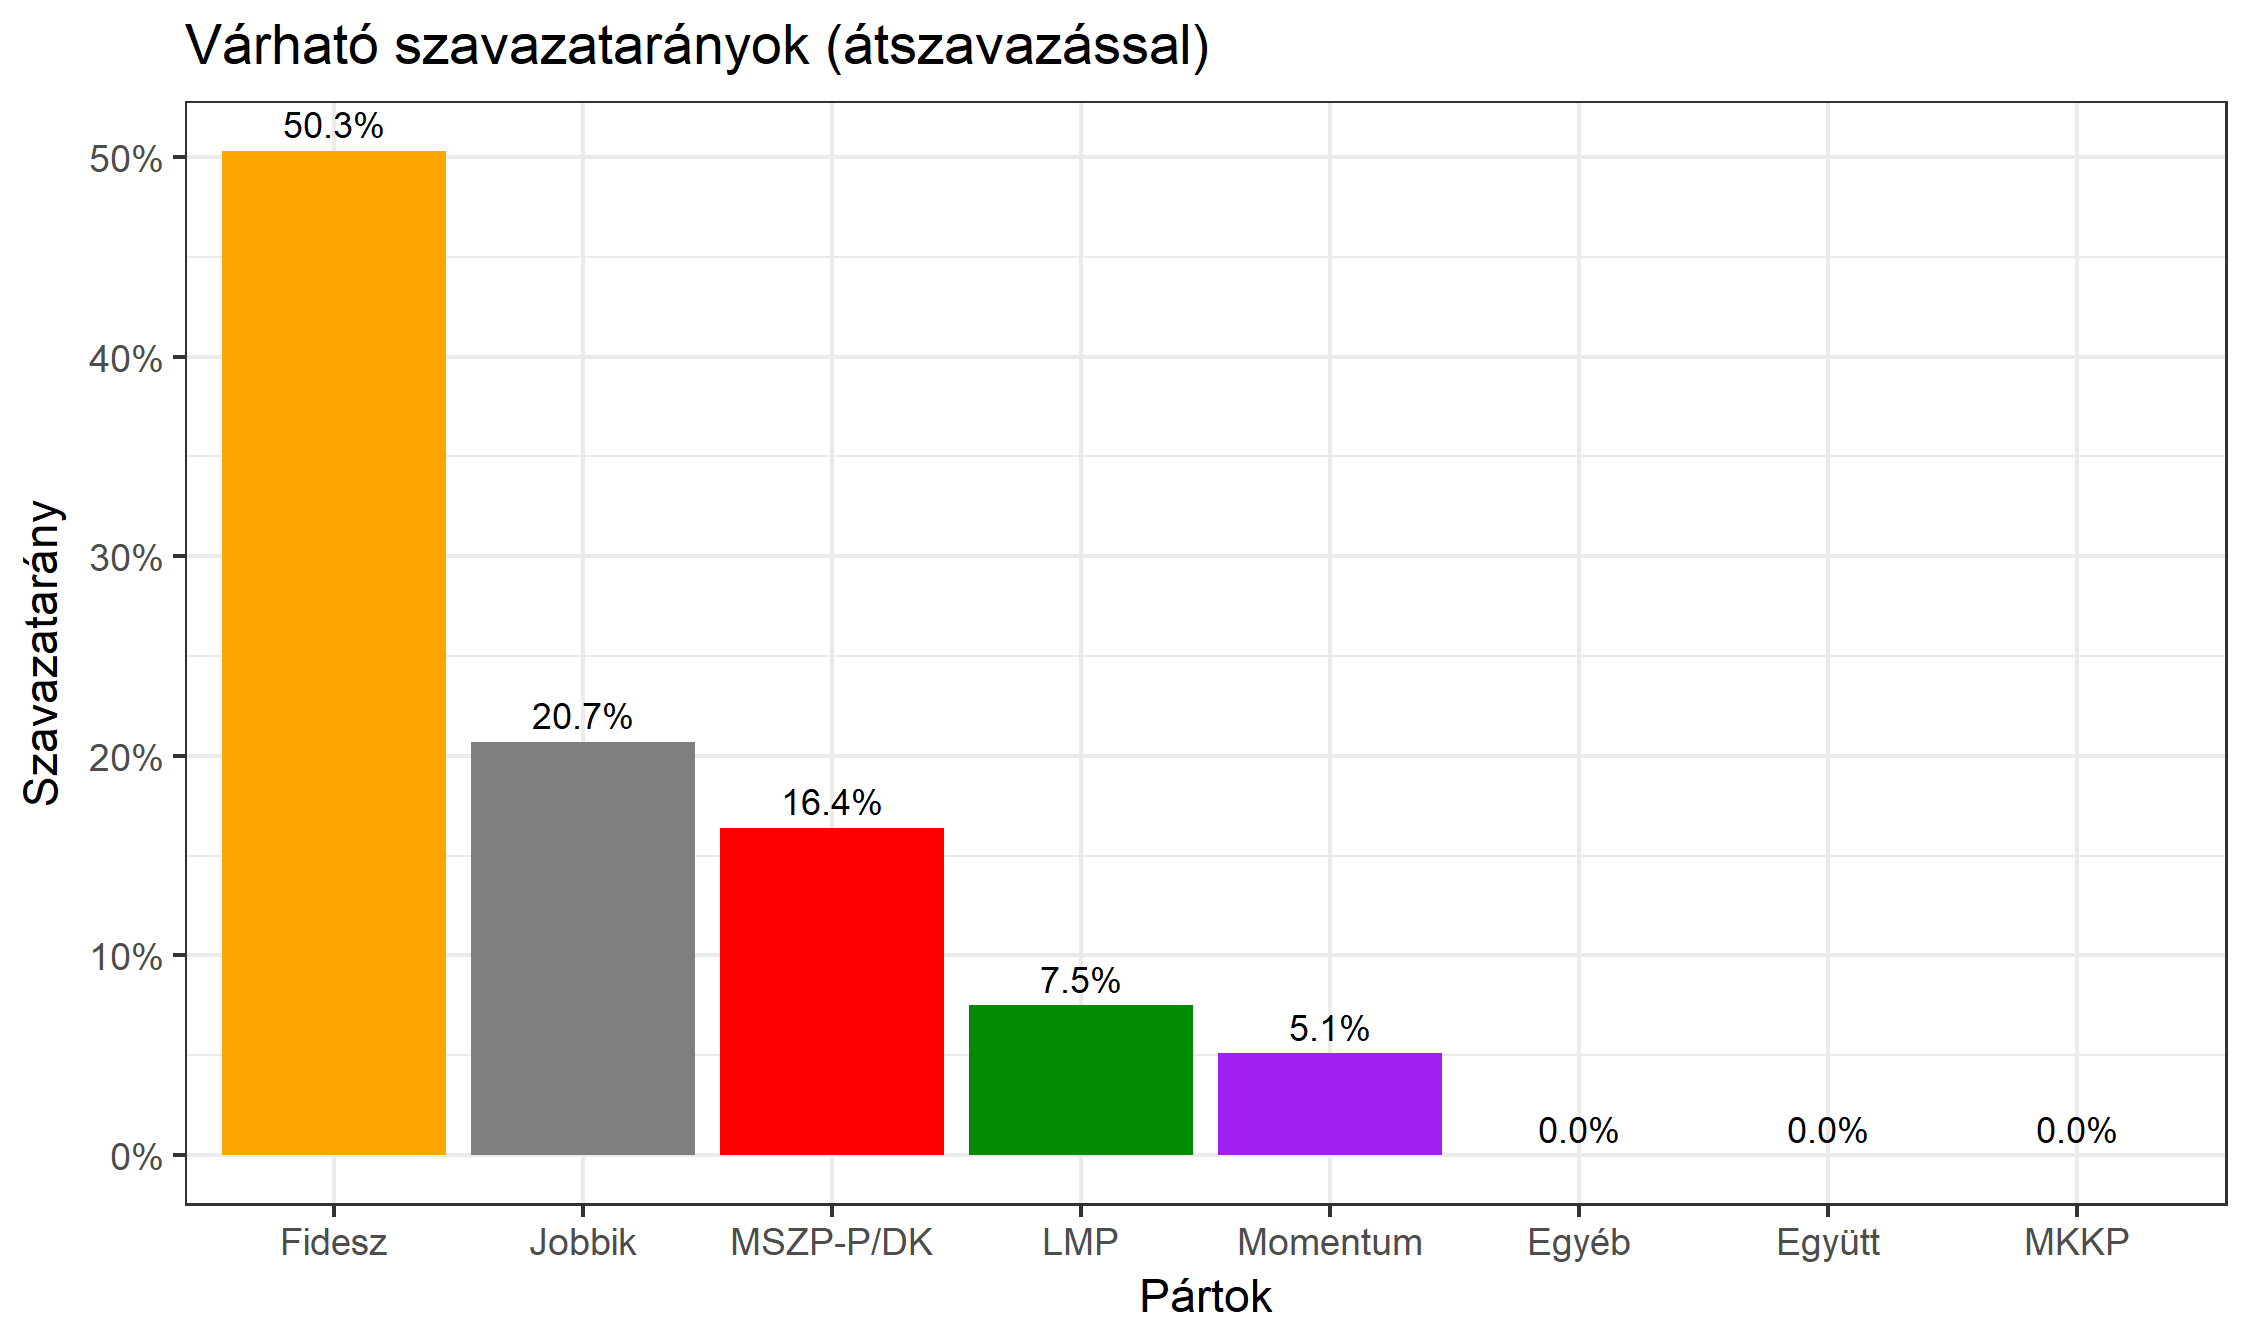 Várható szavazatarányok (átszavazással)
Szavazatarány
50%
40%
30%
20%
10%
0%
50.3%
20.7%
16.4%
7.5%
5.1%
0.0%
0.0%
0.0%
Fidesz
Jobbik
MSZP-P/DK
LMP
Momentum
Egyéb
Együtt
MKKP
Pártok